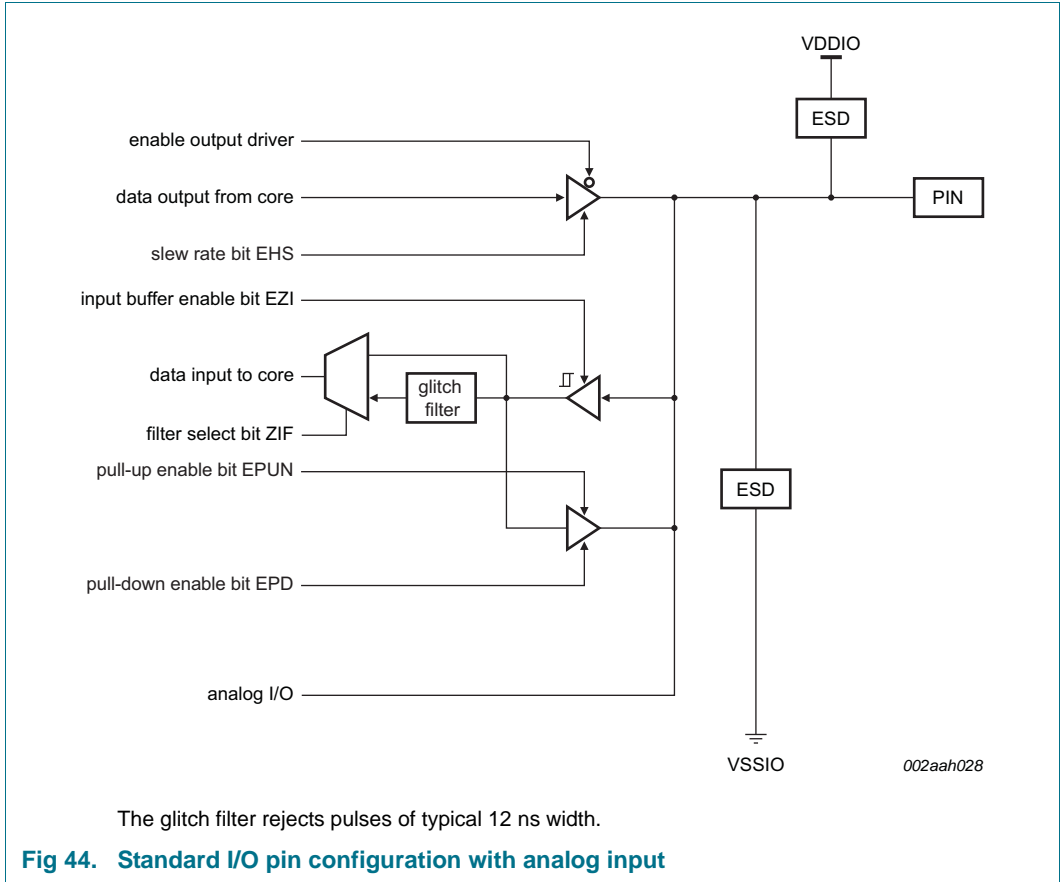 VDDIO
ESD
enable output driver
data output from core
PIN
slew rate bit EHS
input buffer enable bit EZI
data input to core
glitch
filter
filter select bit ZIF
pull-up enable bit EPUN
ESD
pull-down enable bit EPD
analog I/O
VSSIO
002aah028
The glitch filter rejects pulses of typical 12 ns width.
Fig 44. Standard I/O pin configuration with analog input